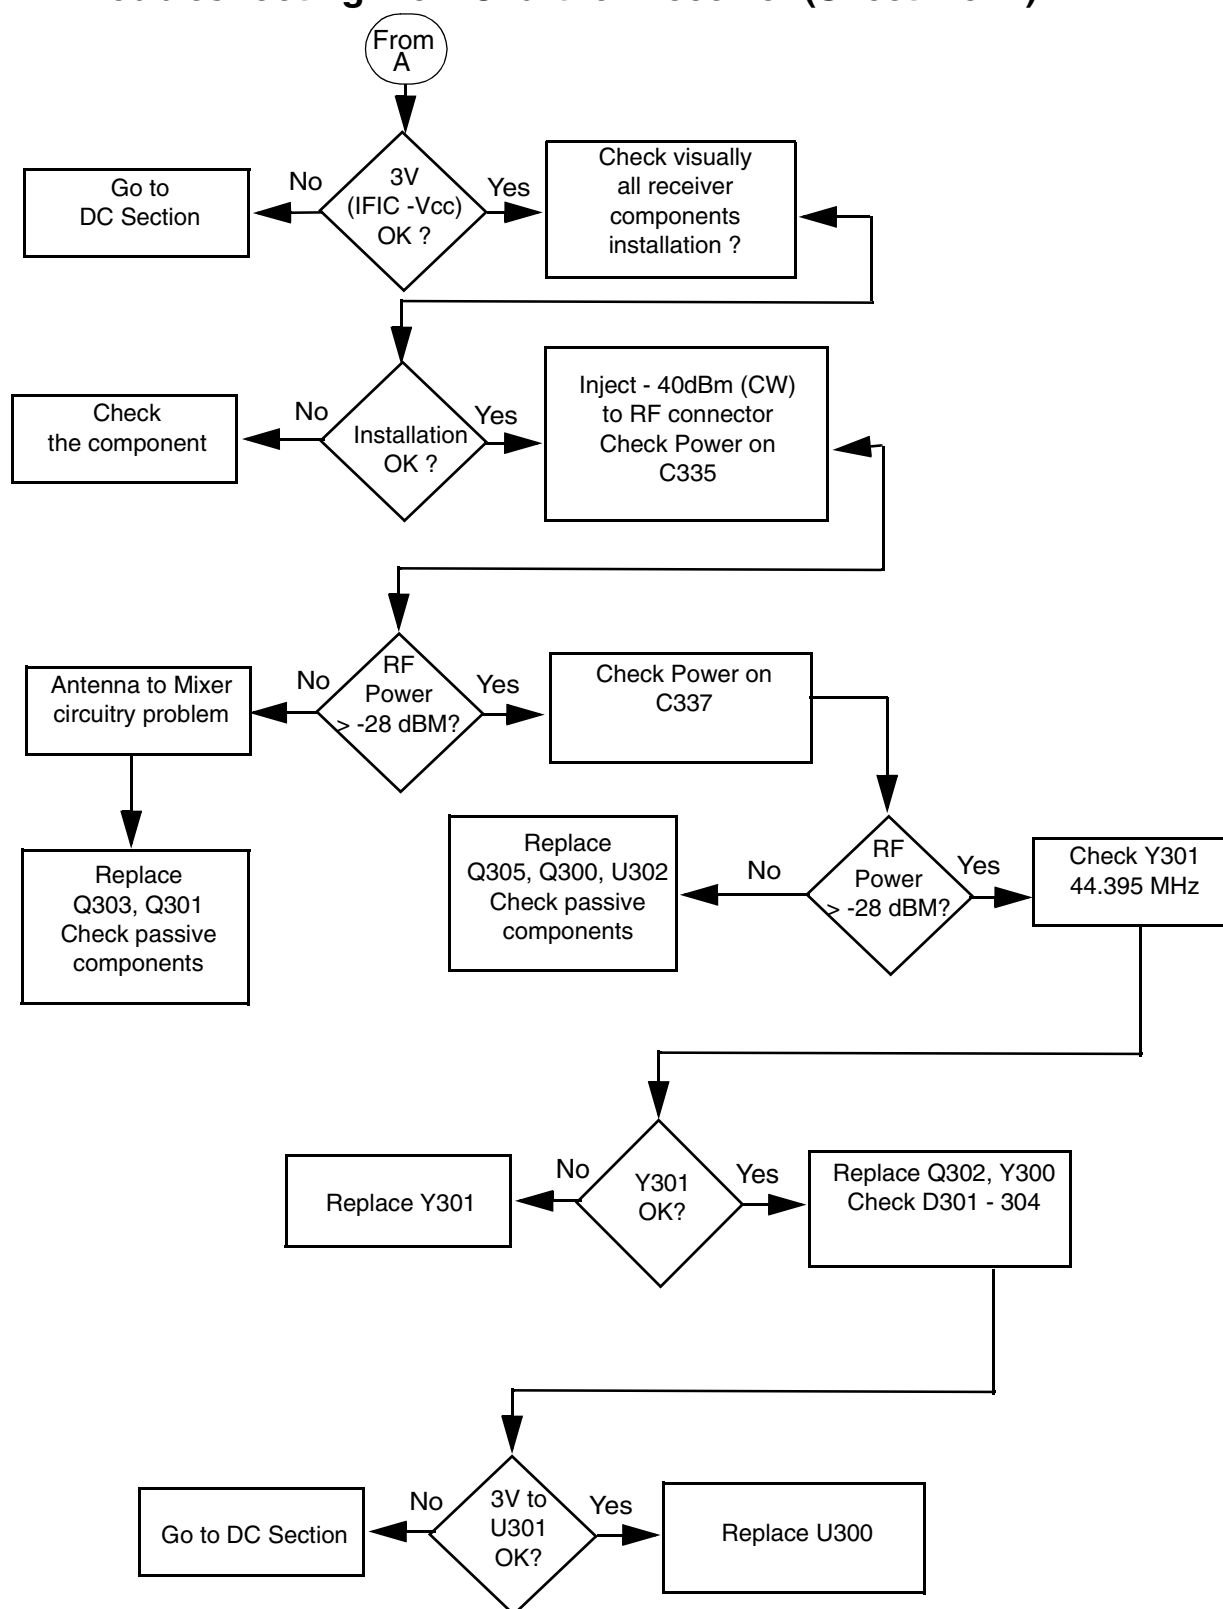 From
A
3V
(IFIC -Vcc)
OK ?
No
Yes
Go to
DC Section
Check visually
all receiver
components
installation ?
Installation
OK ?
No
Yes
Check
the component
Inject - 40dBm (CW)
to RF connector
Check Power on
C335
RF
Power
> -28 dBM?
No
Yes
Antenna to Mixer
circuitry problem
Replace
Q303, Q301
Check passive
components
Check Power on
C337
RF
Power
> -28 dBM?
No
Yes
Replace
Q305, Q300, U302
Check passive
components
Check Y301
44.395 MHz
Y301
OK?
No
Yes
Replace Y301
Replace Q302, Y300
Check D301 - 304
3V to
U301
OK?
No
Yes
Go to DC Section
Replace U300